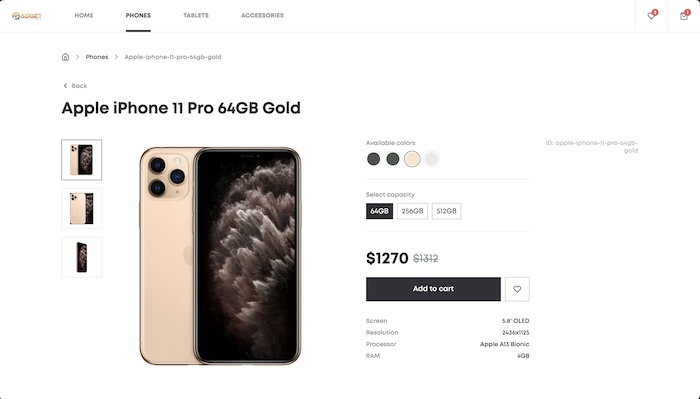 GADGET
HOME
PHONES
TABLETS
ACCESSORIES
2
1
Phones
Apple-iphone-11-pro-64gb-gold
Back
Apple iPhone 11 Pro 64GB Gold
Available colors
ID: apple-iphone-11-pro-64gb-
gold
Select capacity
64GB
256GB
512GB
$1270 $1312
Add to cart
Screen 5.8' OLED
Resolution 2436x1125
Processor Apple A13 Bionic
RAM 4GB